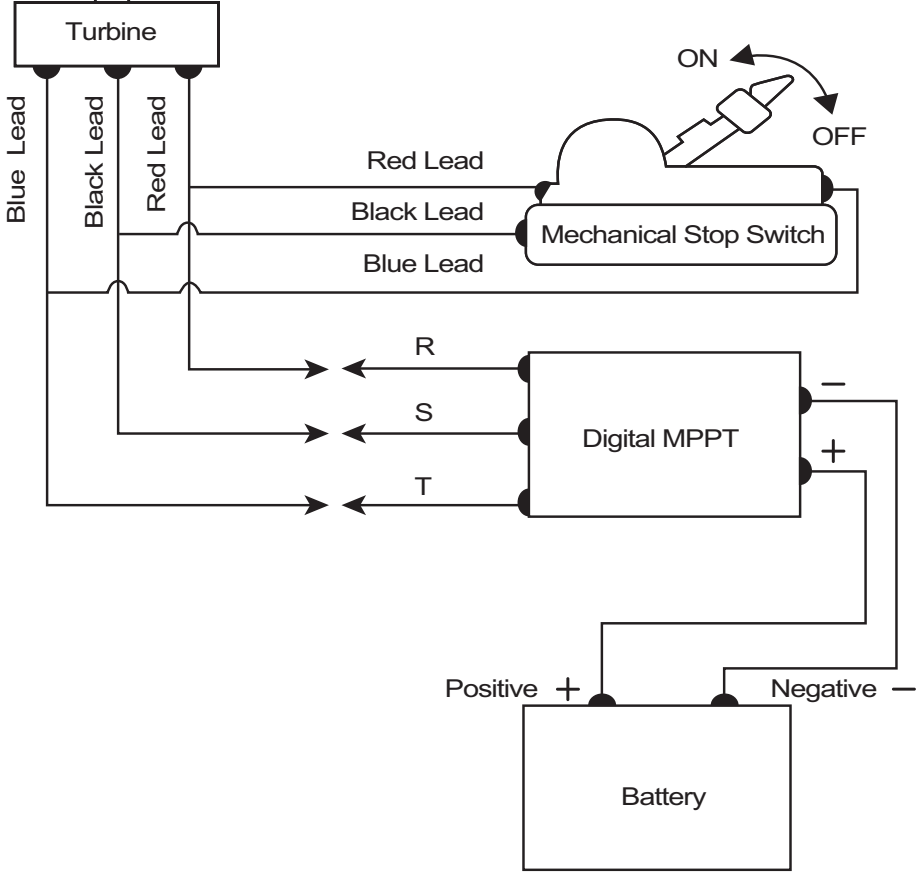 Turbine
Blue Lead
Black Lead
Red Lead
ON
OFF
Red Lead
Black Lead
Mechanical Stop Switch
Blue Lead
R
S
T
Digital MPPT
−
+
Positive +
Negative −
Battery